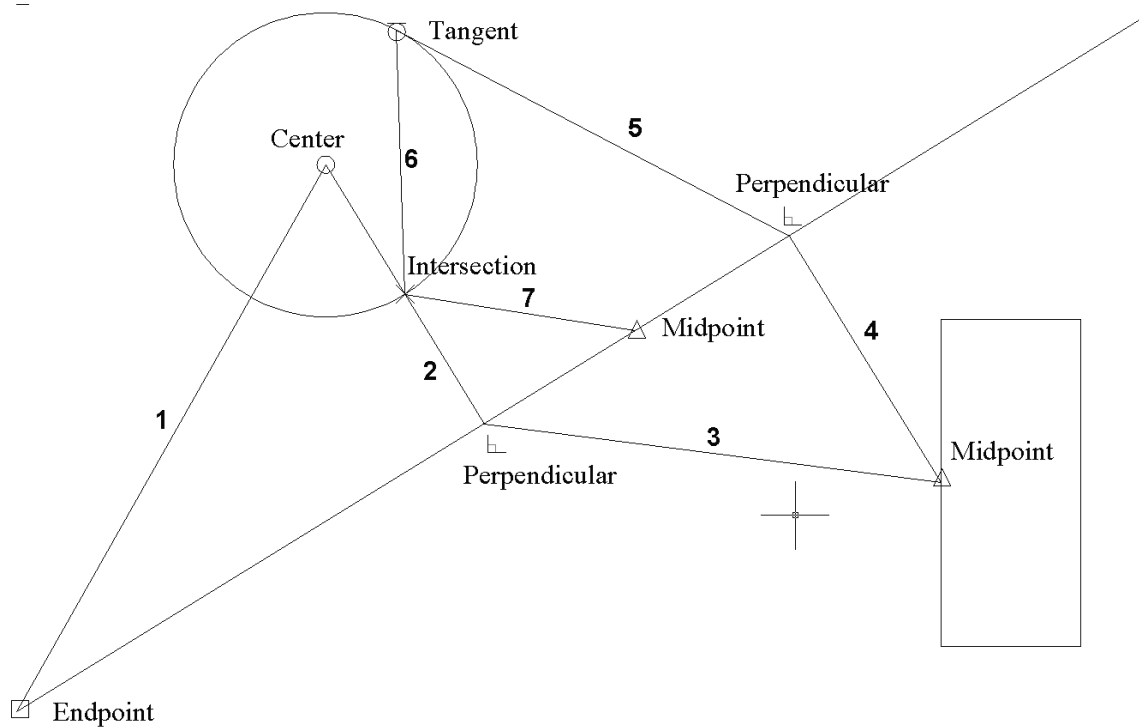 Tangent
5
Center
6
Perpendicular
Intersection
7
Midpoint
4
2
1
3
Midpoint
Perpendicular
Endpoint